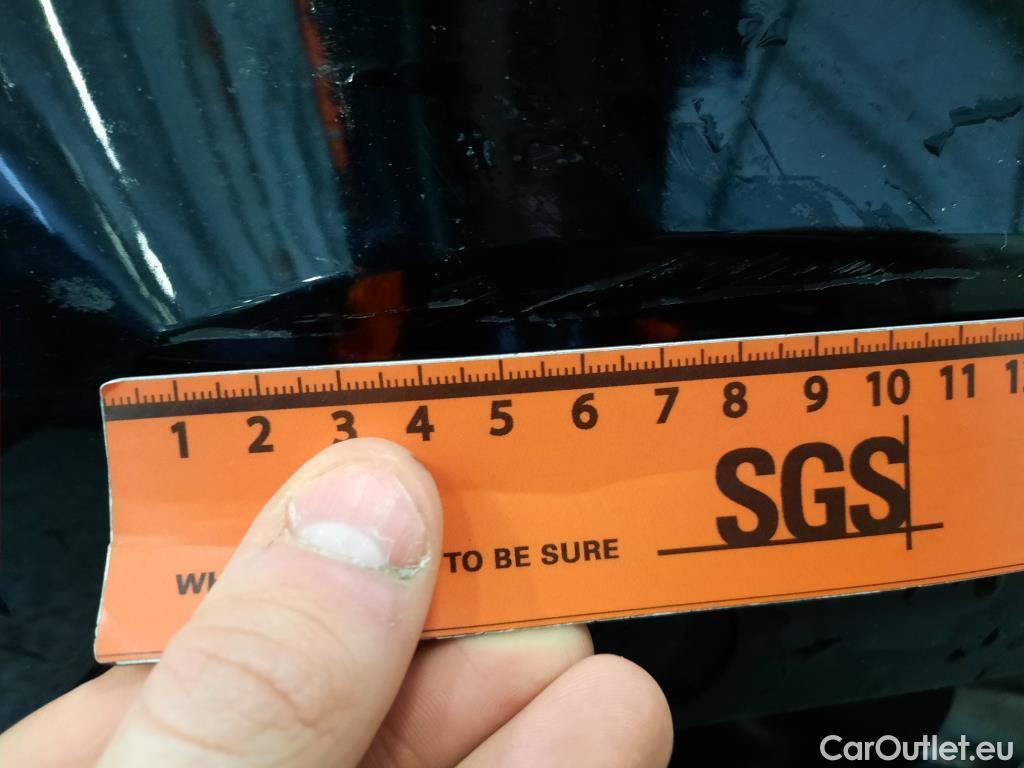 1 2 3 4 5 6 7 8 9 10 11
SGS
TO BE SURE
CarOutlet.eu